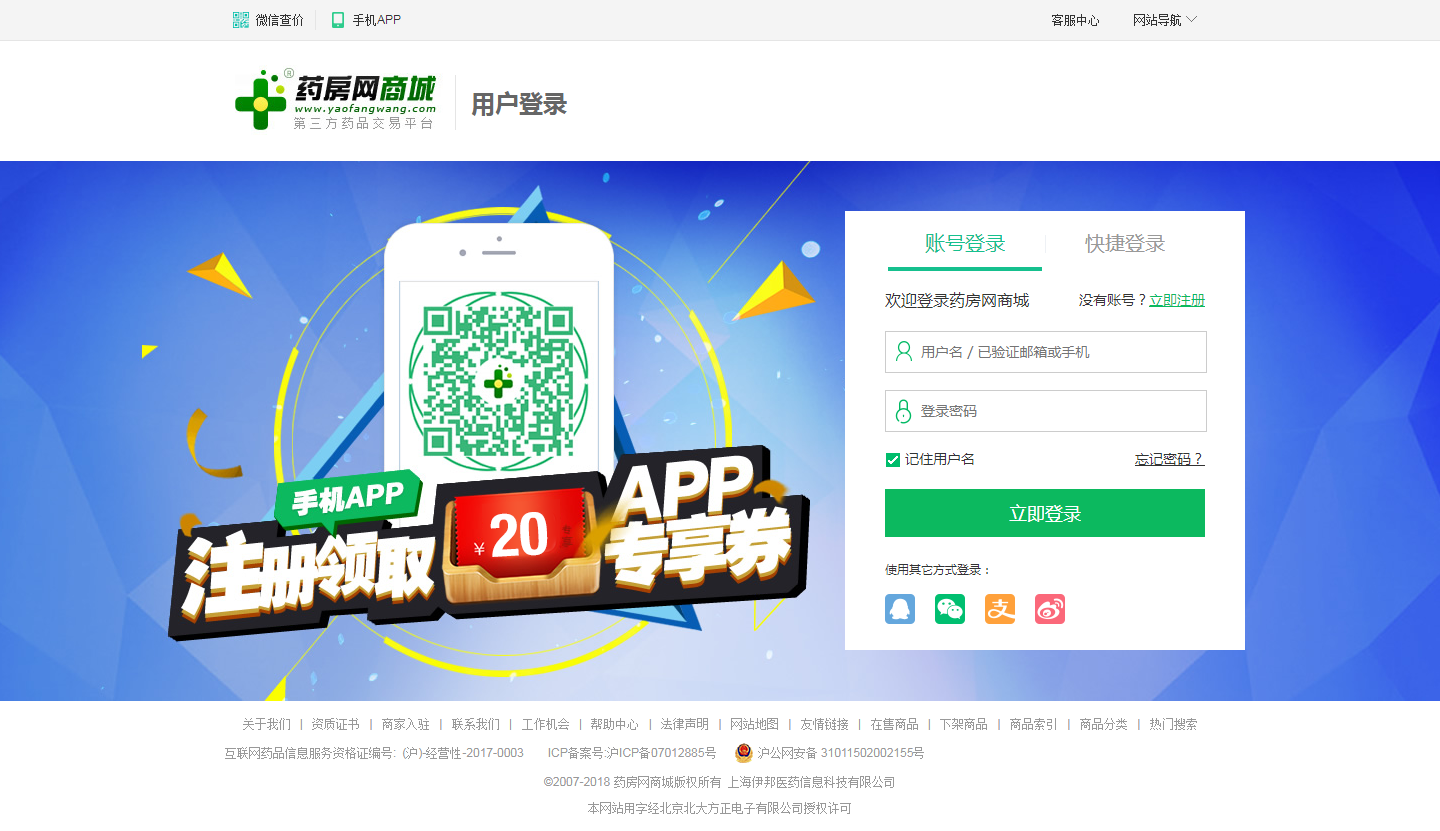 微信查价 手机APP 客服中心 网站导航
药房网商城®
www.yaofangwang.com
第三方药品交易平台
用户登录
账号登录 快捷登录
欢迎登录药房网商城 没有账号？立即注册
用户名 / 已验证邮箱或手机
登录密码
记住用户名 忘记密码？
立即登录
使用其它方式登录：
支
手机APP
注册领取
¥20
APP
专享券
关于我们 | 资质证书 | 商家入驻 | 联系我们 | 工作机会 | 帮助中心 | 法律声明 | 网站地图 | 友情链接 | 在售商品 | 下架商品 | 商品索引 | 商品分类 | 热门搜索
互联网药品信息服务资格证编号: (沪)-经营性-2017-0003 ICP备案号:沪ICP备07012885号 沪公网安备 31011502002155号
©2007-2018 药房网商城版权所有 上海伊邦医药信息科技有限公司
本网站用字经北京北大方正电子有限公司授权许可